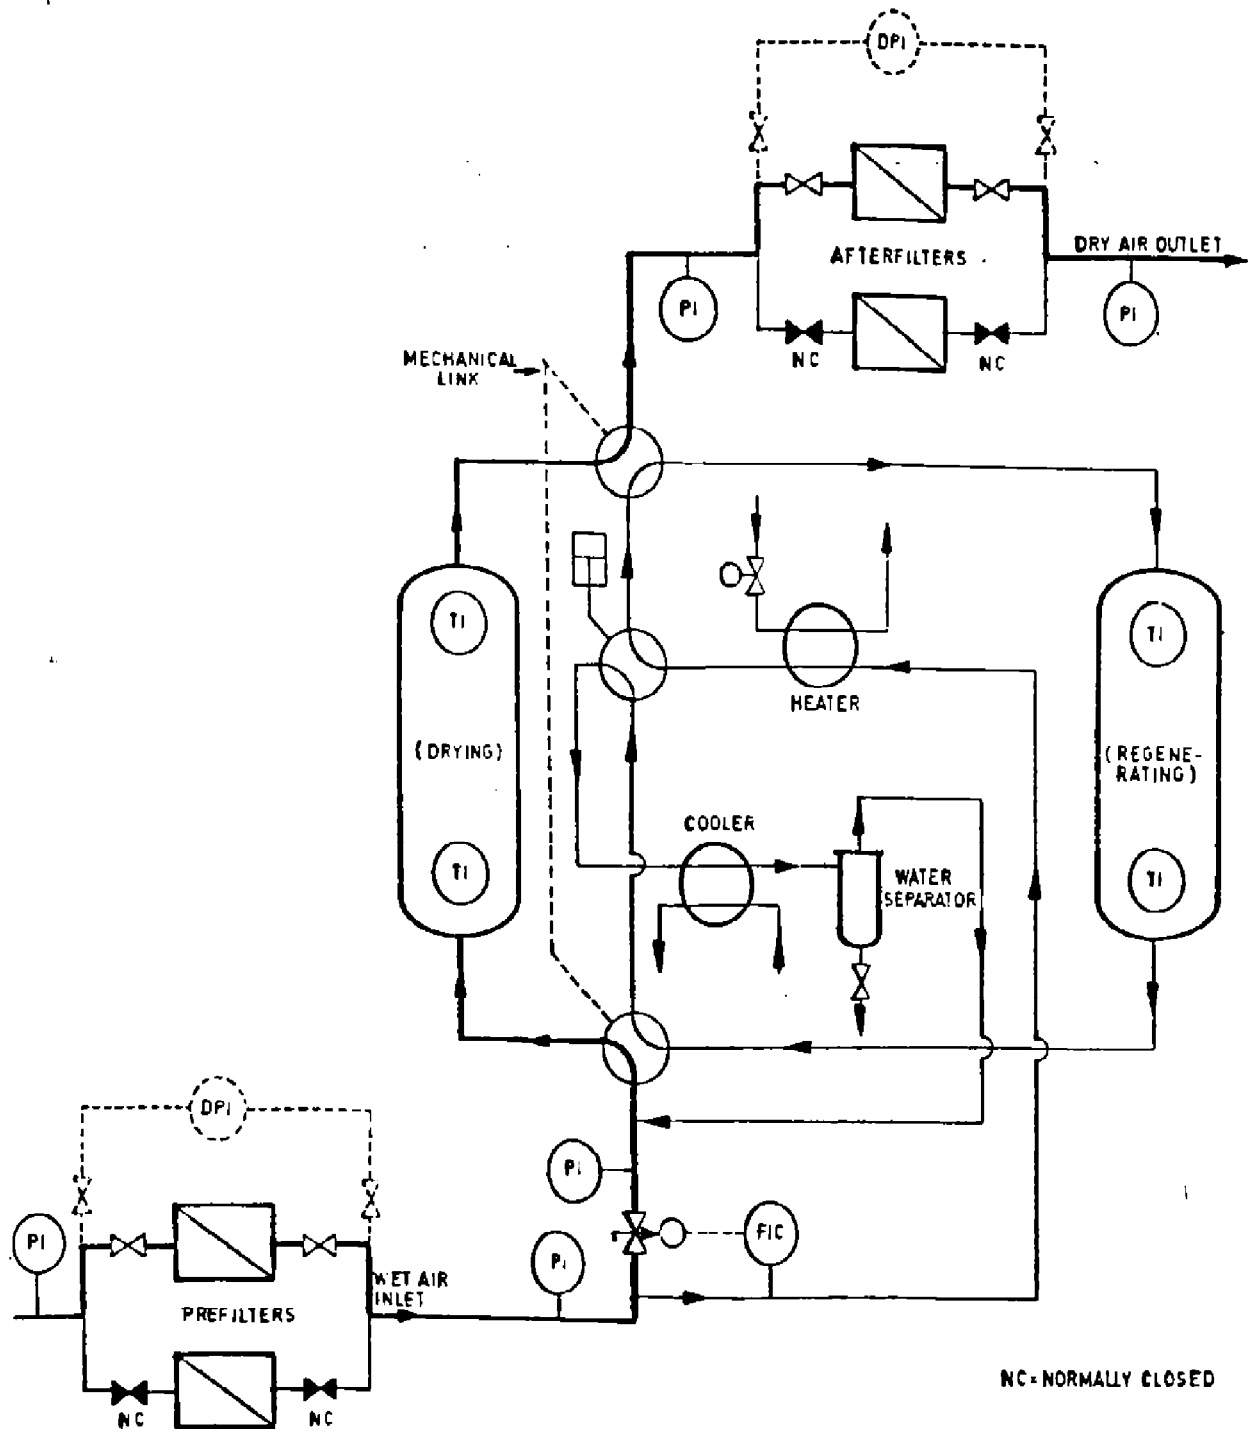 DPI
DRY AIR OUTLET
AFTERFILTERS
PI
PI
NC
NC
MECHANICAL
LINK
TI
TI
HEATER
(DRYING)
(REGENE-
RATING)
COOLER
TI
WATER
SEPARATOR
TI
DPI
PI
FIC
PI
PI
WET AIR
INLET
PREFILTERS
NC = NORMALLY CLOSED
NC
NC